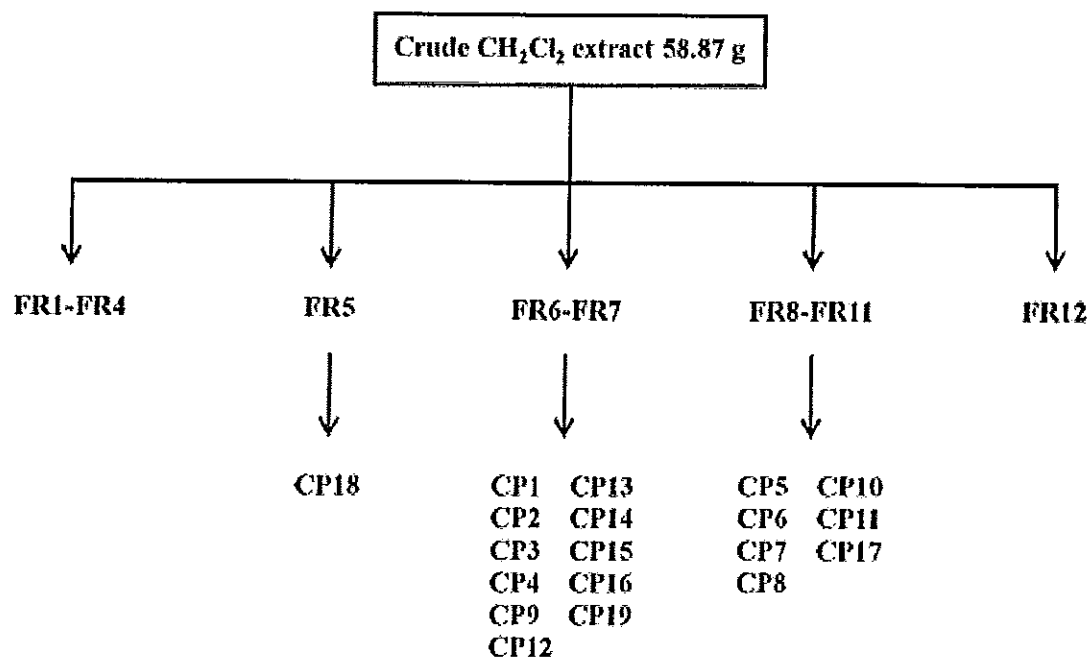 Crude CH₂Cl₂ extract 58.87 g
FR1-FR4 FR5 FR6-FR7 FR8-FR11 FR12
CP18 CP1 CP13 CP5 CP10
CP2 CP14 CP6 CP11
CP3 CP15 CP7 CP17
CP4 CP16 CP8
CP9 CP19
CP12